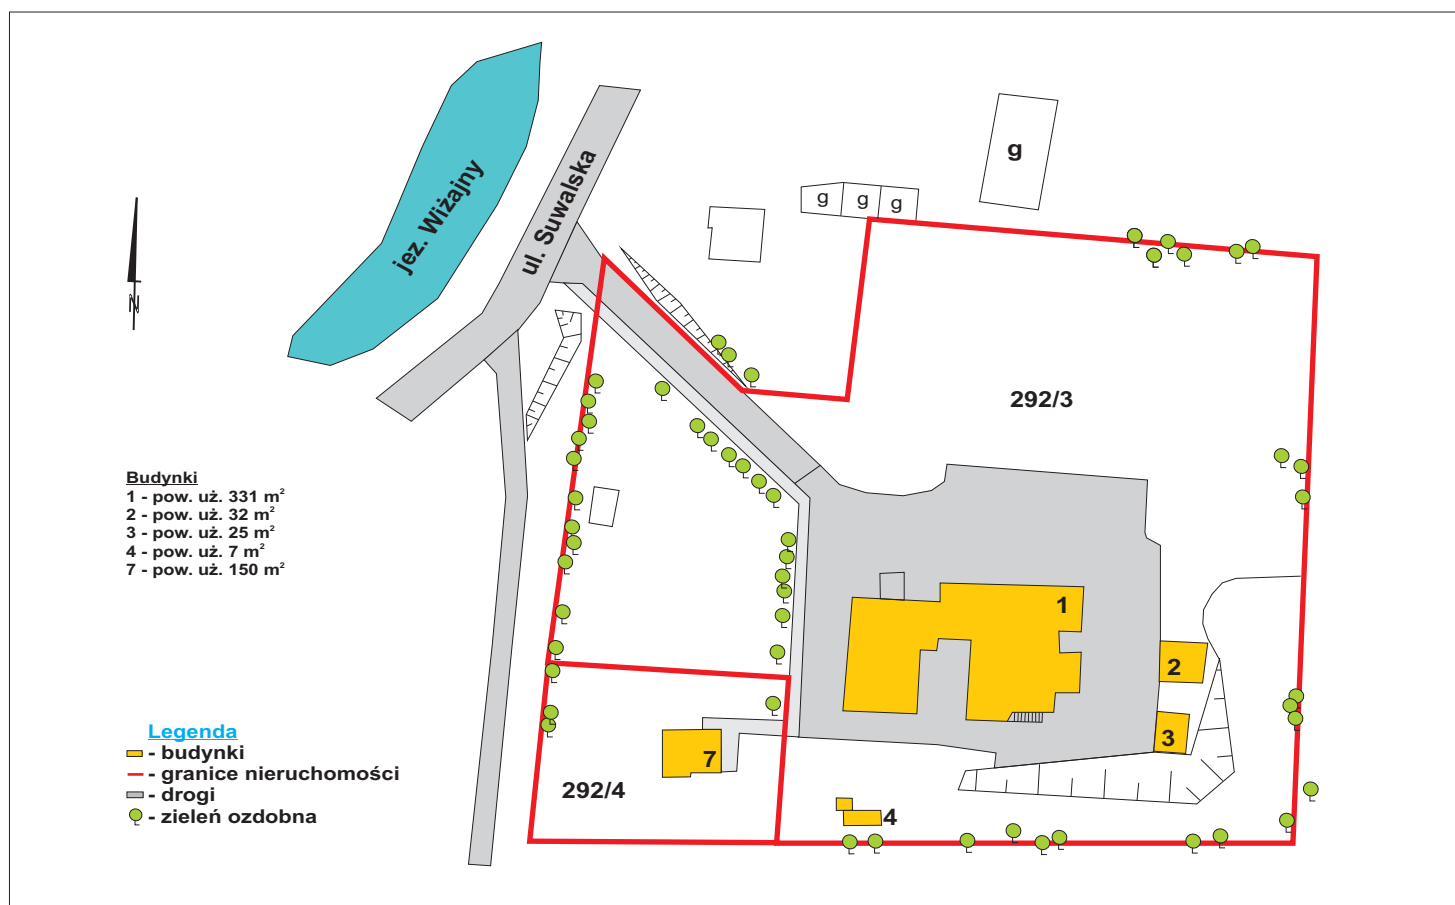 g
g g g
jez. Wiżajny
ul. Suwalska
N
292/3
Budynki
1 - pow. uż. 331 m²
2 - pow. uż. 32 m²
3 - pow. uż. 25 m²
4 - pow. uż. 7 m²
7 - pow. uż. 150 m²
1
2
3
7
4
292/4
Legenda
- budynki
- granice nieruchomości
- drogi
- zieleń ozdobna